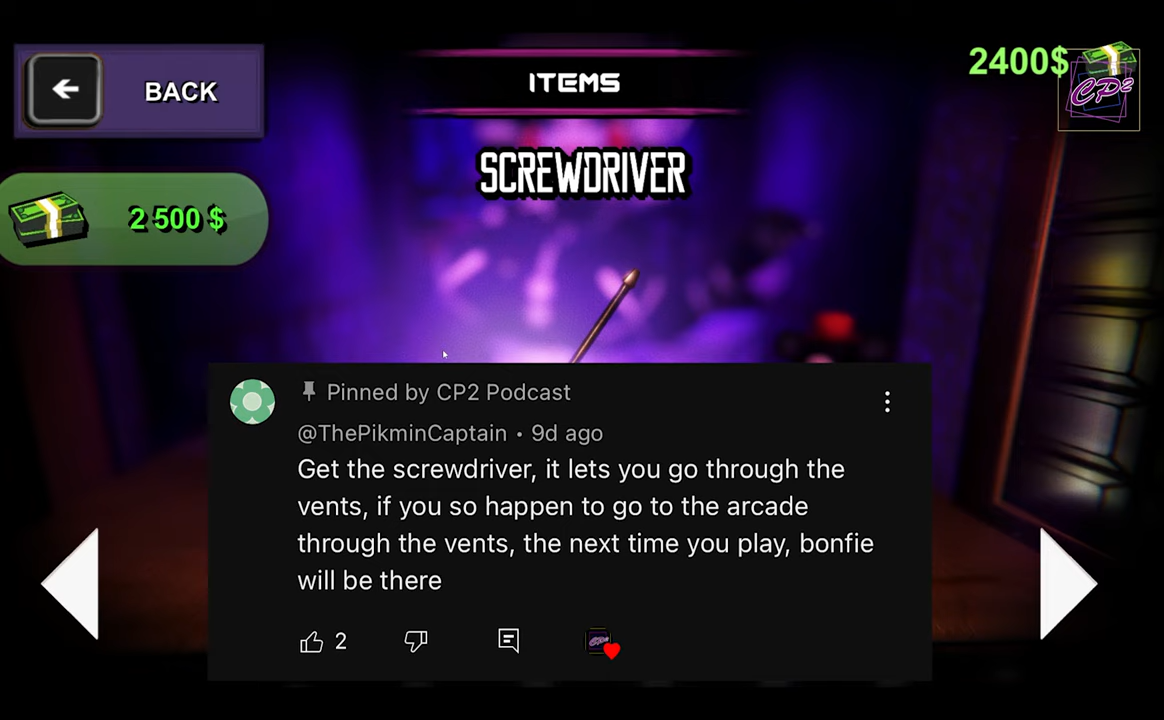 BACK
ITEMS
2400$
CP²
SCREWDRIVER
2 500 $
Pinned by CP2 Podcast
@ThePikminCaptain • 9d ago
Get the screwdriver, it lets you go through the
vents, if you so happen to go to the arcade
through the vents, the next time you play, bonfie
will be there
2
CP²